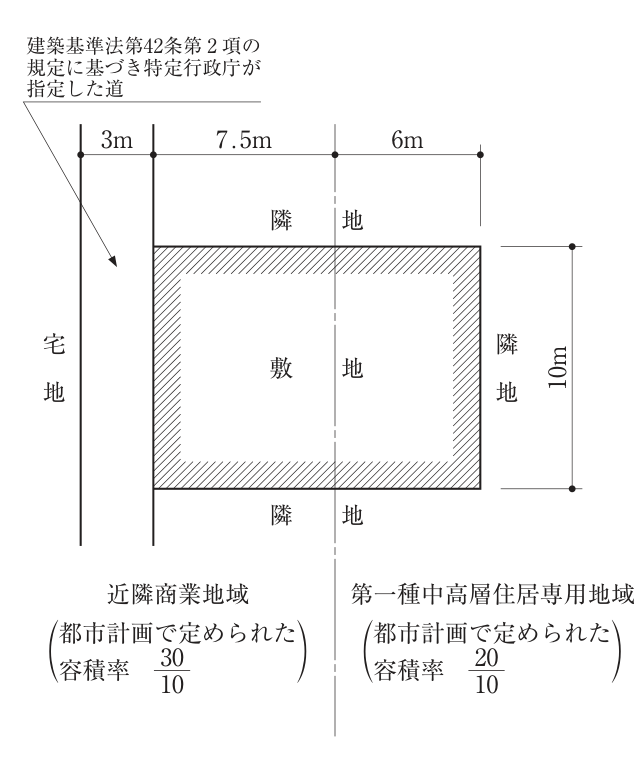 建築基準法第42条第2項の
規定に基づき特定行政庁が
指定した道
3m
7.5m
6m
隣 地
宅地
敷 地
隣地
10m
隣 地
近隣商業地域
(都市計画で定められた
容積率 30/10)
第一種中高層住居専用地域
(都市計画で定められた
容積率 20/10)